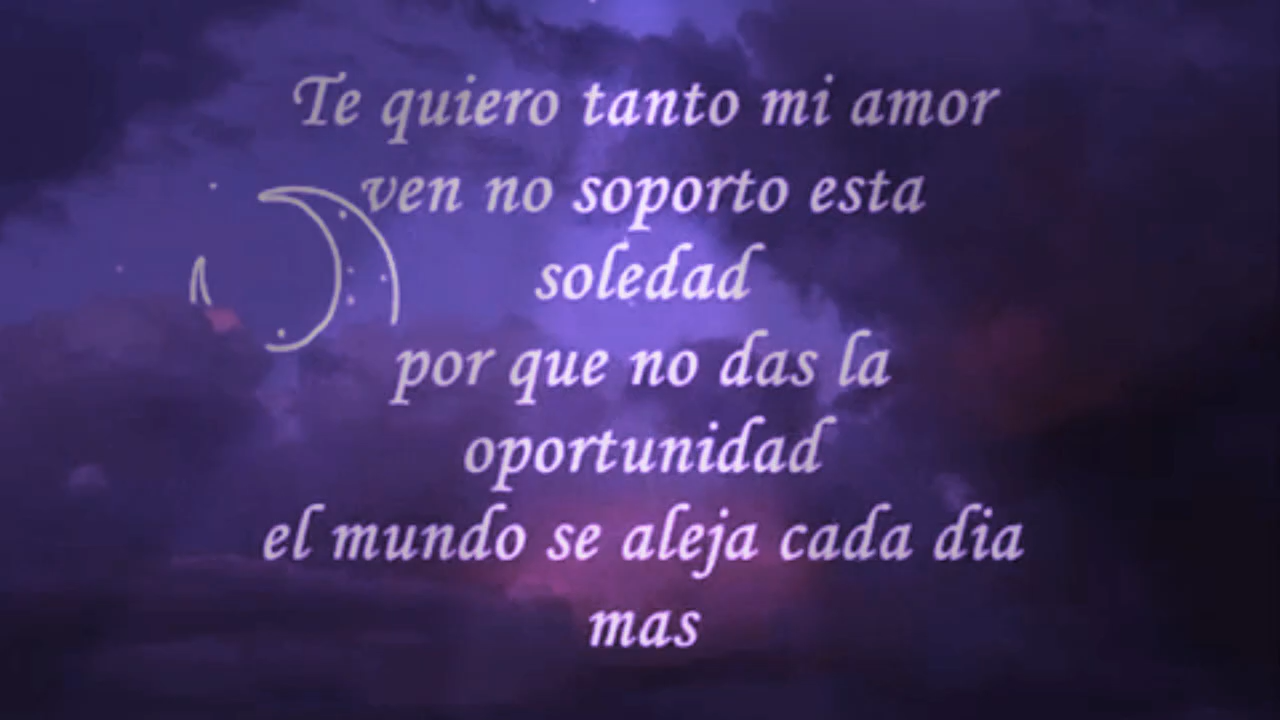 Te quiero tanto mi amor
ven no soporto esta
soledad
por que no das la
oportunidad
el mundo se aleja cada dia
mas